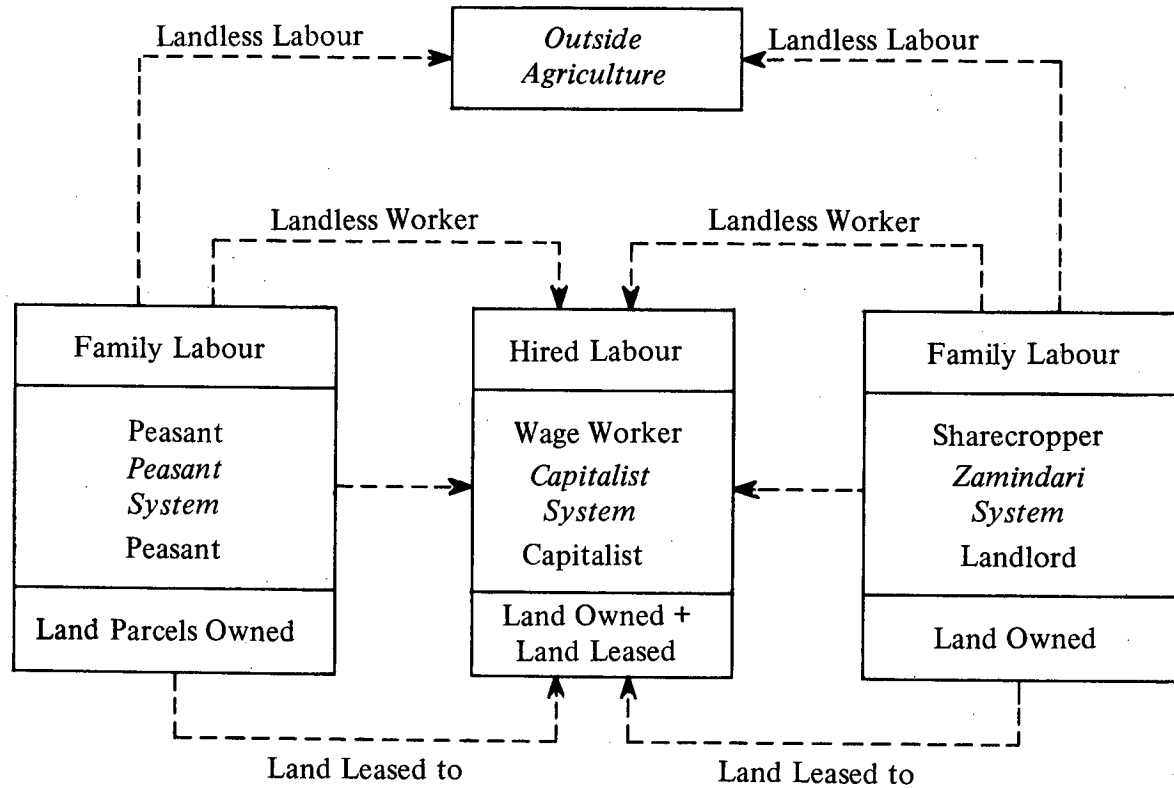 Landless Labour
Outside
Agriculture
Landless Labour
Landless Worker
Landless Worker
Family Labour
Peasant
Peasant
System
Peasant
Land Parcels Owned
Hired Labour
Wage Worker
Capitalist
System
Capitalist
Land Owned +
Land Leased
Family Labour
Sharecropper
Zamindari
System
Landlord
Land Owned
Land Leased to
Land Leased to